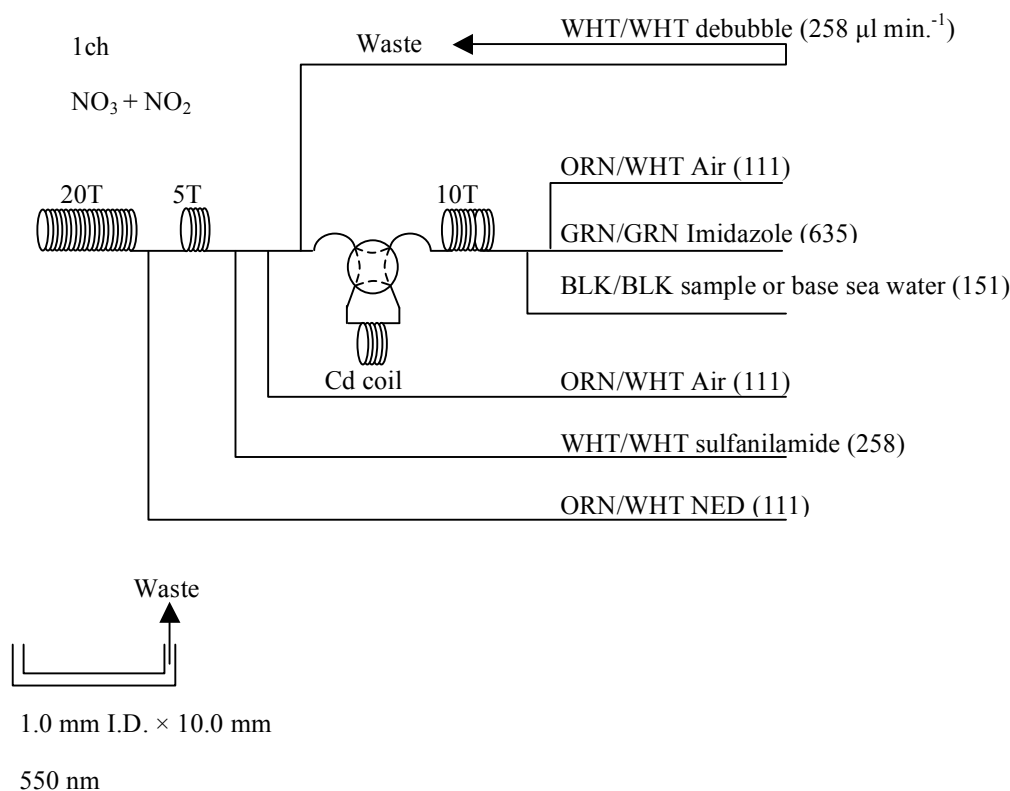 WHT/WHT debubble (258 μl min.⁻¹)
1ch
Waste
NO₃ + NO₂
ORN/WHT Air (111)
20T
5T
10T
GRN/GRN Imidazole (635)
BLK/BLK sample or base sea water (151)
Cd coil
ORN/WHT Air (111)
WHT/WHT sulfanilamide (258)
ORN/WHT NED (111)
Waste
1.0 mm I.D. × 10.0 mm
550 nm